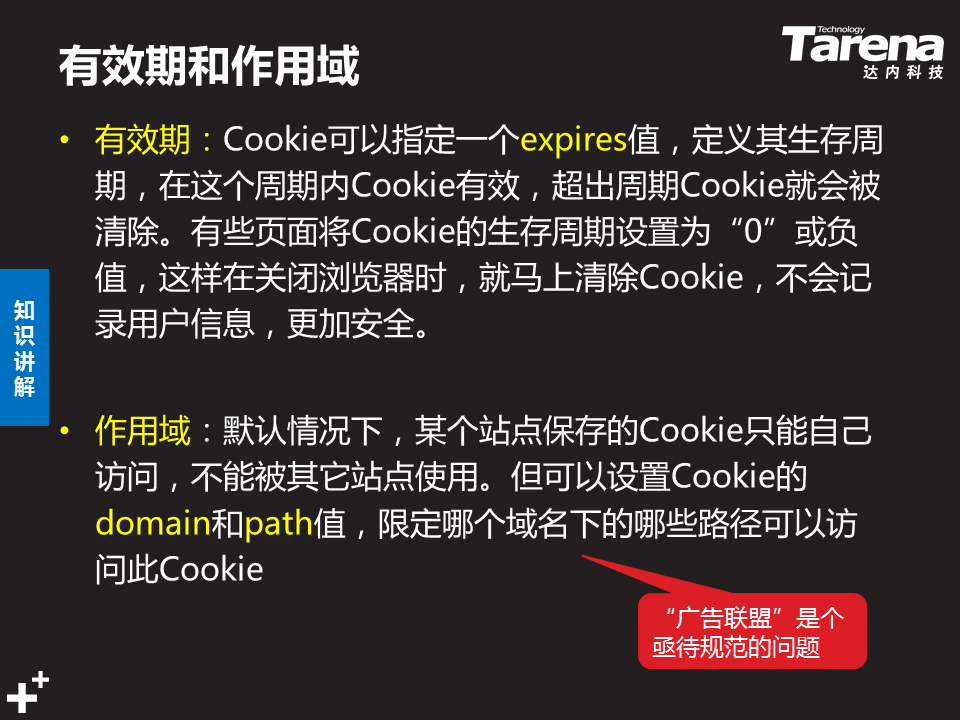 有效期和作用域
Technology
Tarena
达内科技
• 有效期：Cookie可以指定一个expires值，定义其生存周
期，在这个周期内Cookie有效，超出周期Cookie就会被
清除。有些页面将Cookie的生存周期设置为“0”或负
值，这样在关闭浏览器时，就马上清除Cookie，不会记
录用户信息，更加安全。
知
识
讲
解
• 作用域：默认情况下，某个站点保存的Cookie只能自己
访问，不能被其它站点使用。但可以设置Cookie的
domain和path值，限定哪个域名下的哪些路径可以访
问此Cookie
“广告联盟”是个
亟待规范的问题